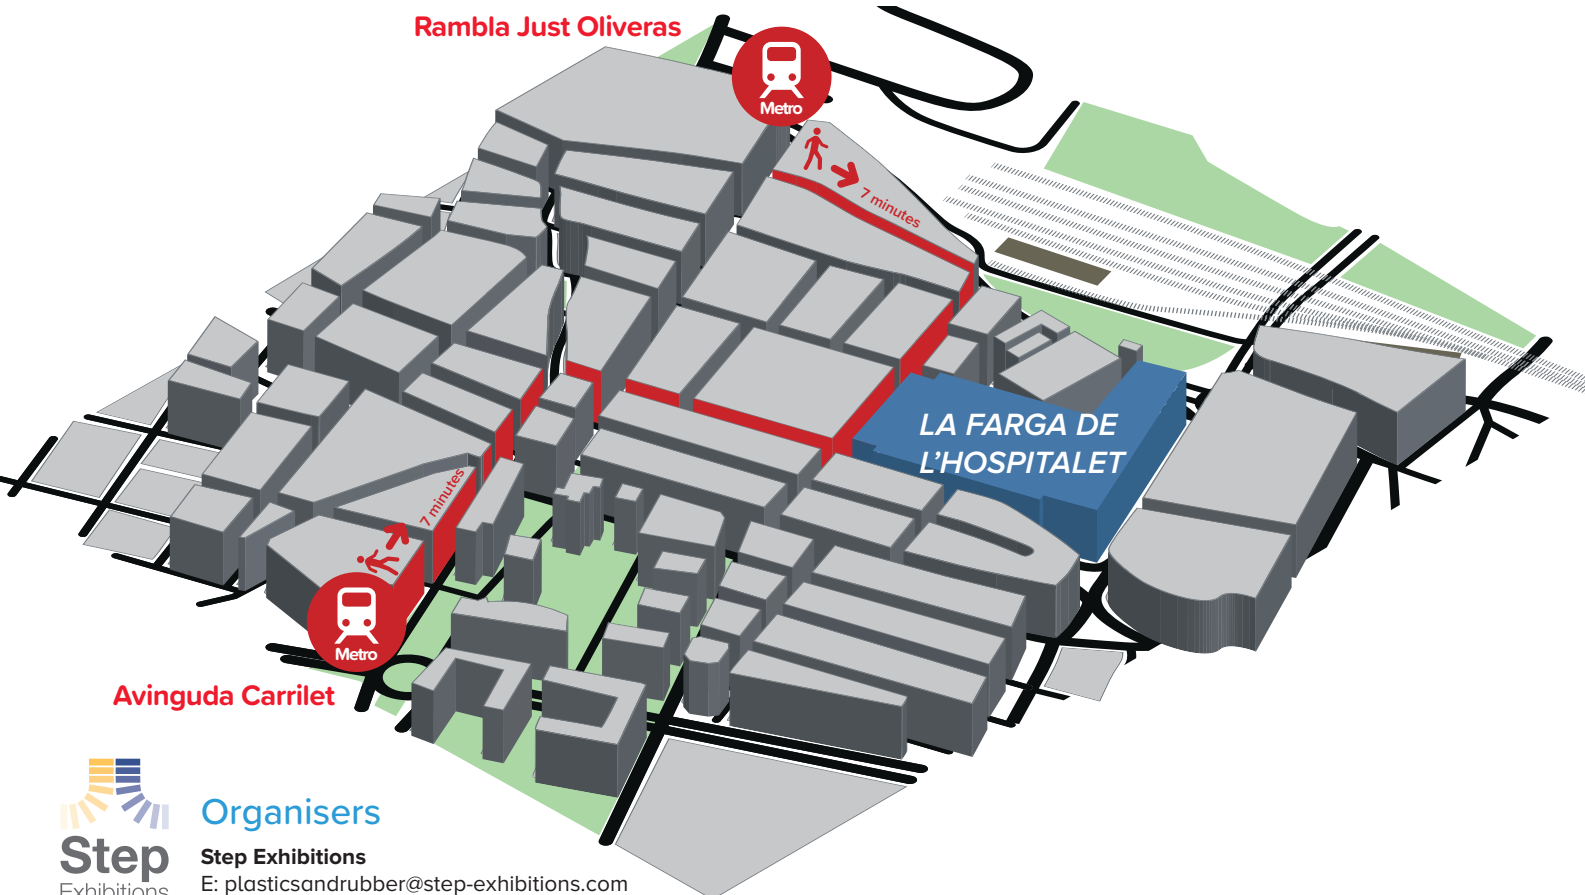 Rambla Just Oliveras
Metro
7 minutes
LA FARGA DE
L'HOSPITALET
7 minutes
Metro
Avinguda Carrilet
Organisers
Step
Exhibitions
Step Exhibitions
E: plasticsandrubber@step-exhibitions.com